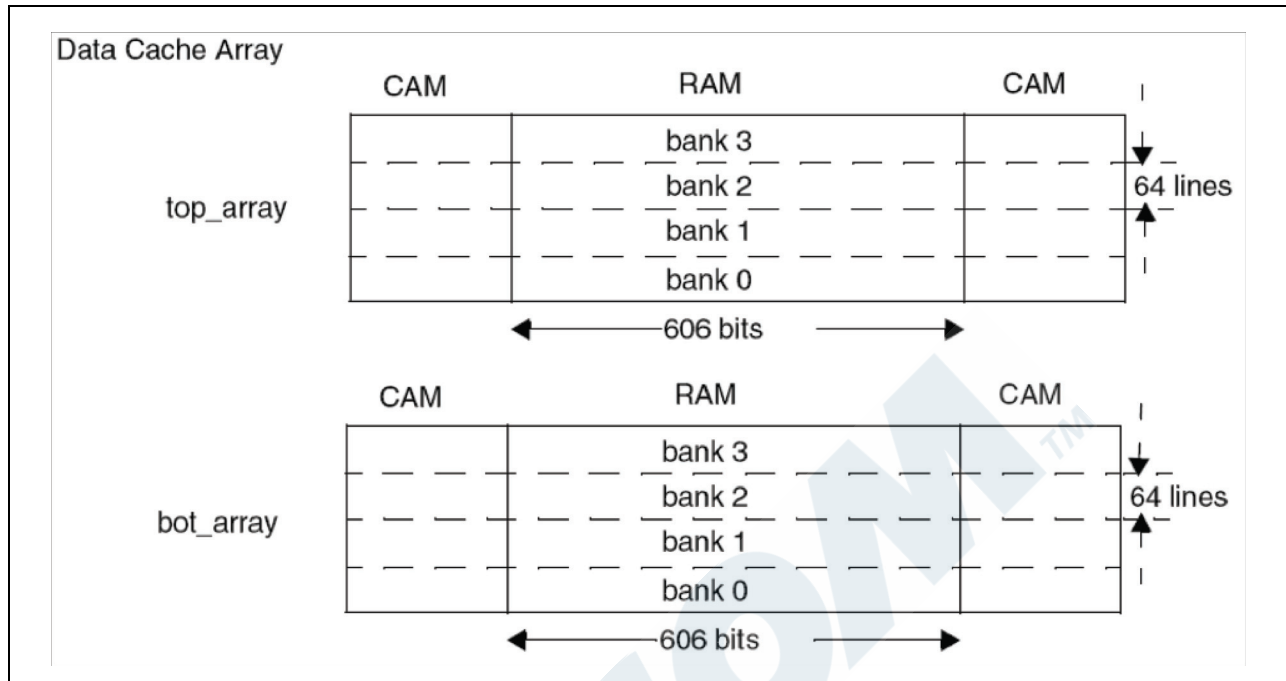 Data Cache Array
CAM RAM CAM
bank 3
bank 2
64 lines
top_array
bank 1
bank 0
606 bits
CAM RAM CAM
bank 3
bank 2
64 lines
bot_array
bank 1
bank 0
606 bits
TM